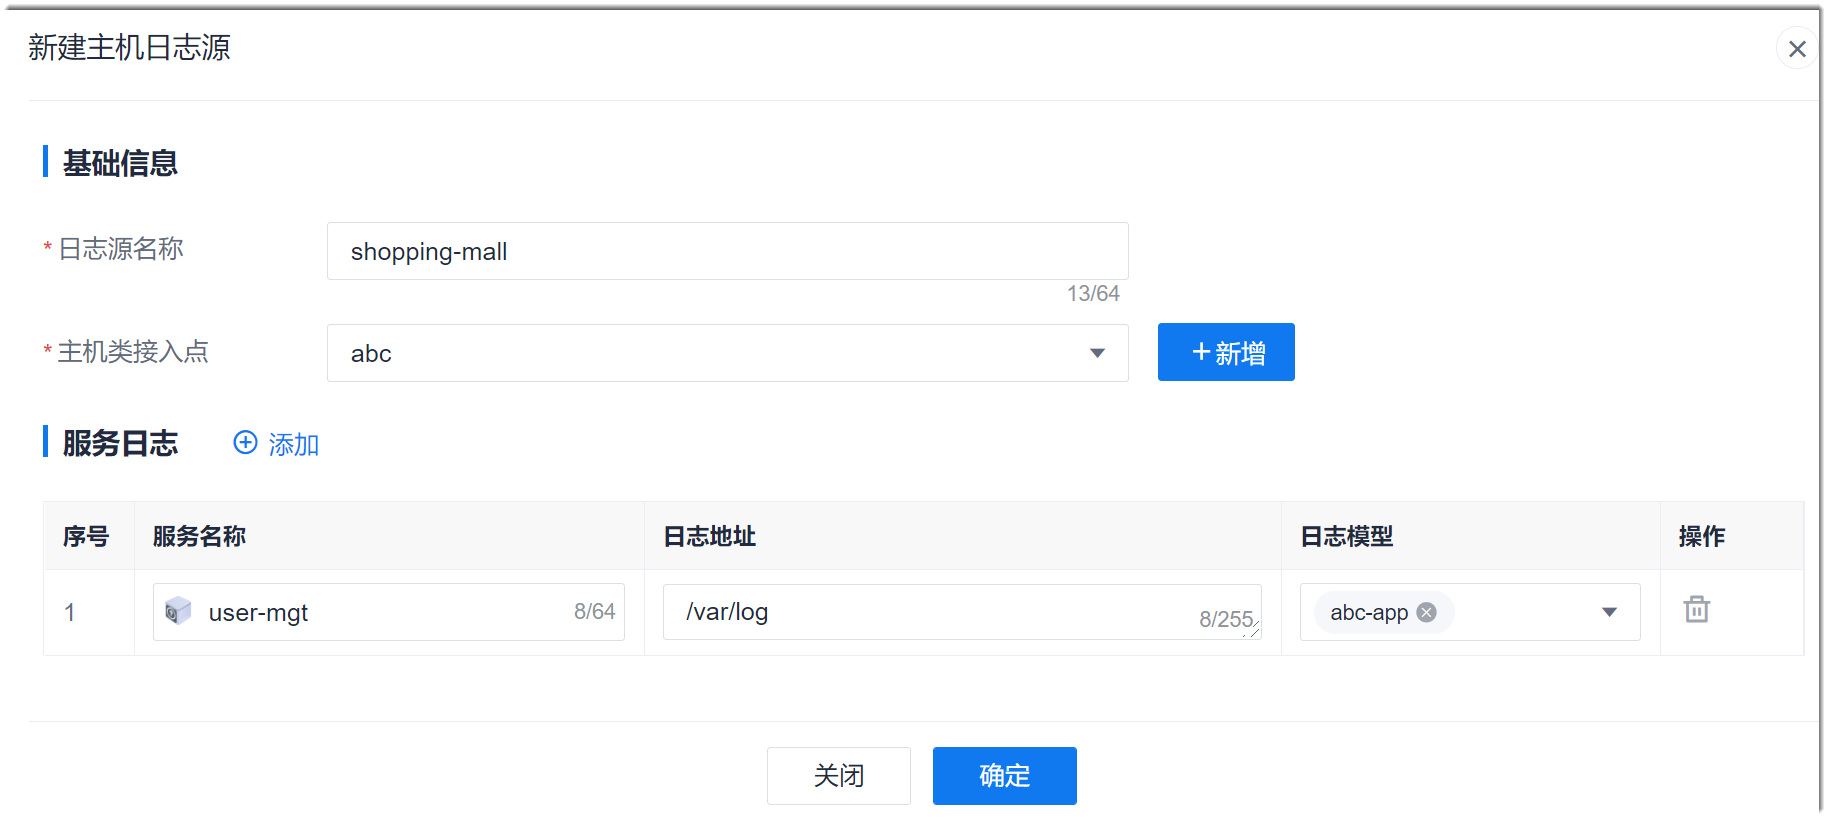 新建主机日志源
基础信息
* 日志源名称
shopping-mall
13/64
* 主机类接入点
abc
+新增
服务日志
添加
序号 服务名称 日志地址 日志模型 操作
1 user-mgt 8/64 /var/log 8/255 abc-app
关闭 确定